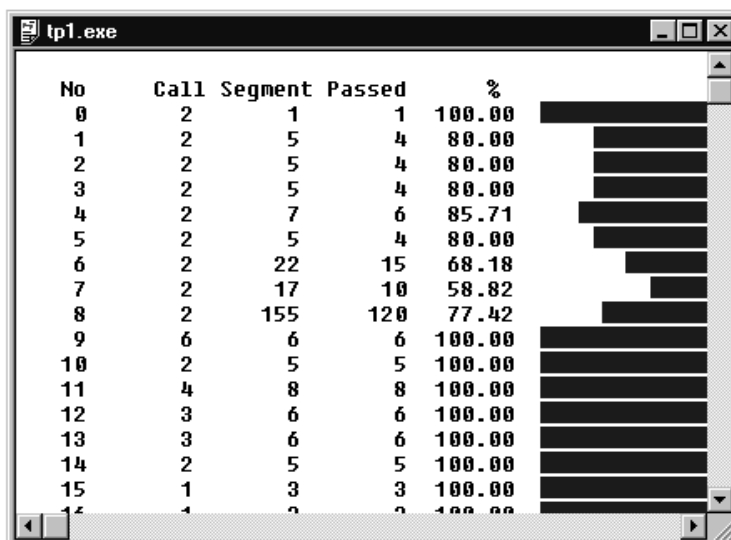 tp1.exe
No Call Segment Passed %
0 2 1 1 100.00
1 2 5 4 80.00
2 2 5 4 80.00
3 2 5 4 80.00
4 2 7 6 85.71
5 2 5 4 80.00
6 2 22 15 68.18
7 2 17 10 58.82
8 2 155 120 77.42
9 6 6 6 100.00
10 2 5 5 100.00
11 4 8 8 100.00
12 3 6 6 100.00
13 3 6 6 100.00
14 2 5 5 100.00
15 1 3 3 100.00